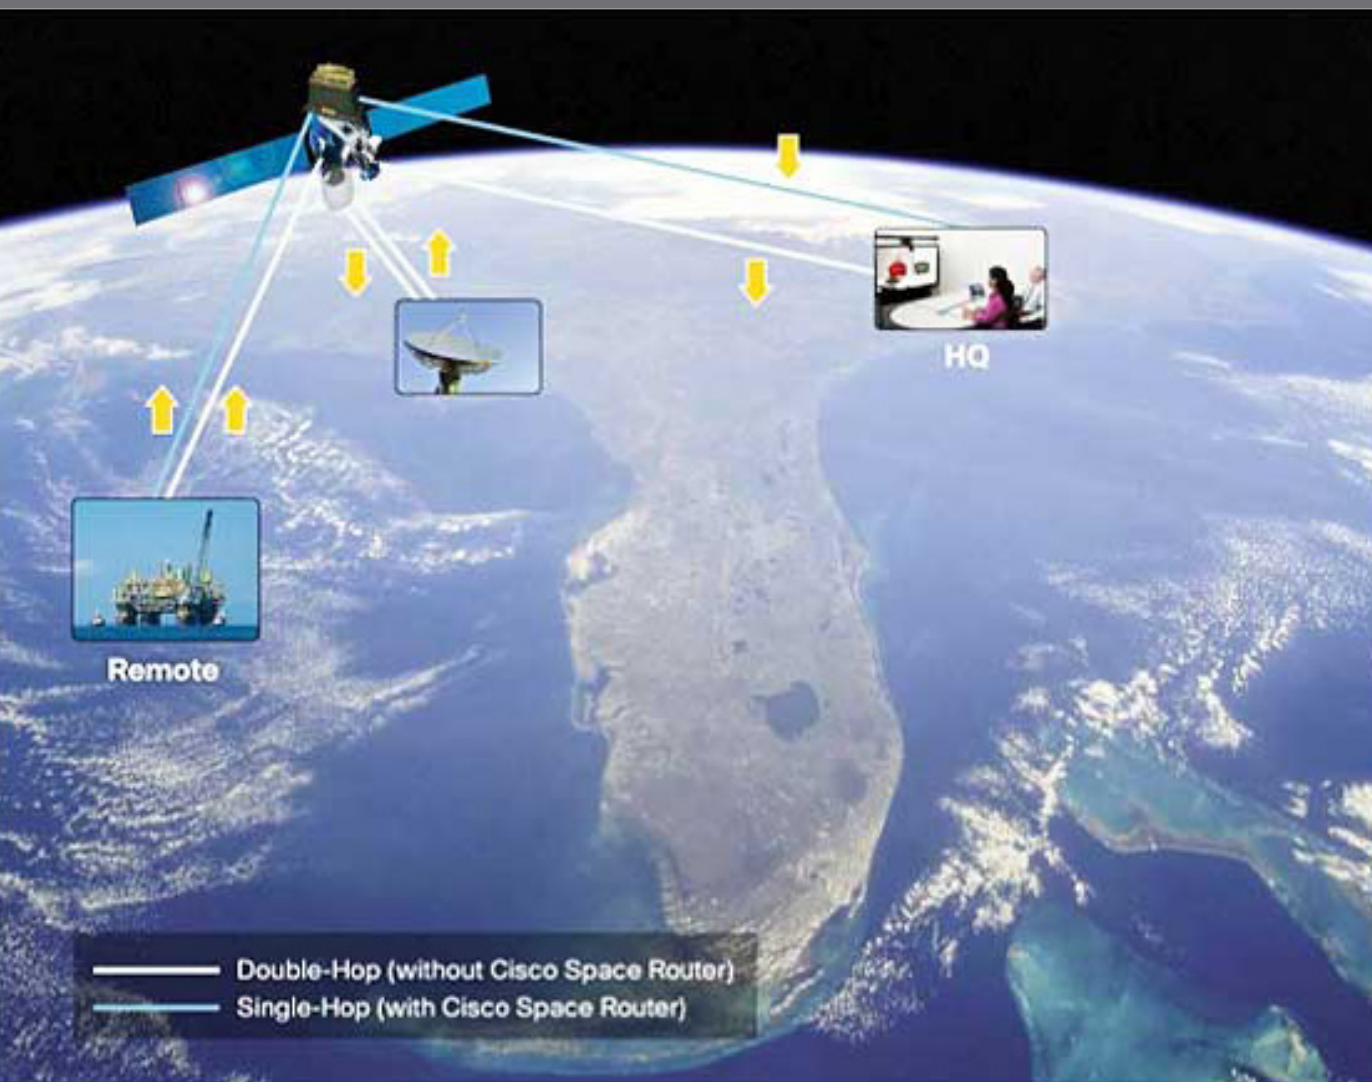 HQ
Remote
Double-Hop (without Cisco Space Router)
Single-Hop (with Cisco Space Router)